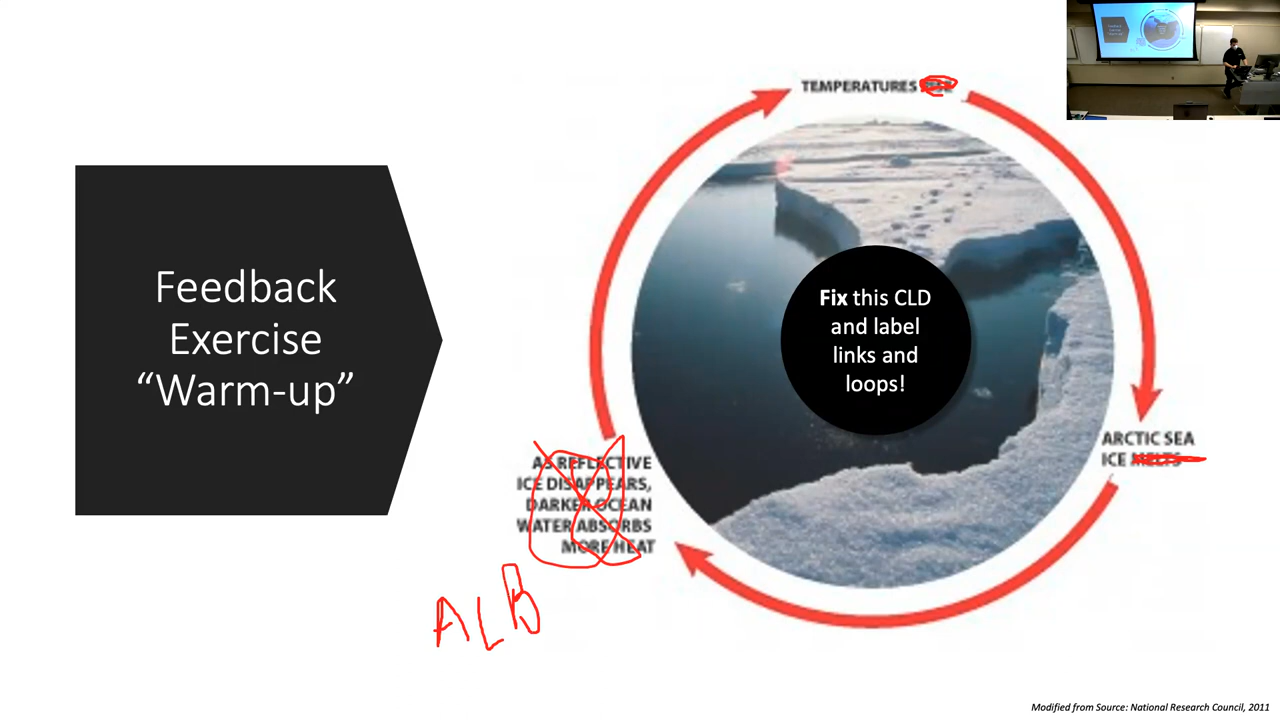 Feedback
Exercise
“Warm-up”
TEMPERATURES
Fix this CLD
and label
links and
loops!
ARCTIC SEA
ICE MELTS
AS REFLECTIVE
ICE DISAPPEARS,
DARKER OCEAN
WATER ABSORBS
MORE HEAT
ALB
Modified from Source: National Research Council, 2011